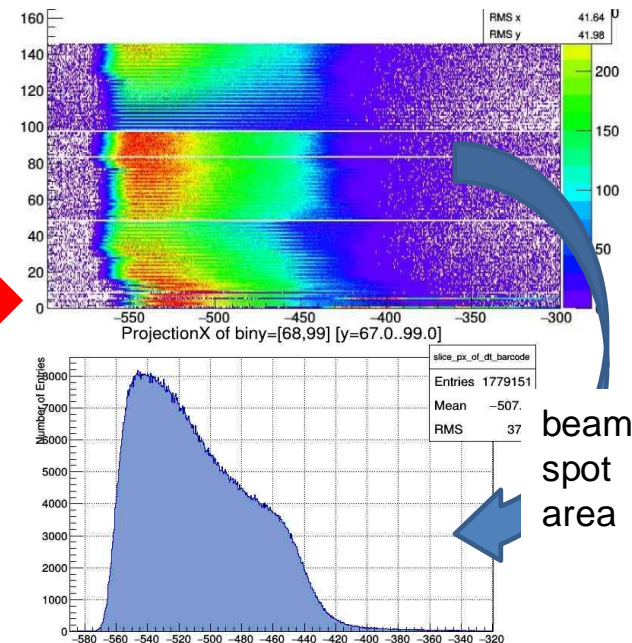 160
140
120
100
80
60
40
20
0
RMS x 41.64
RMS y 41.98
200
150
100
50
−550 −500 −450 −400 −350 −300
ProjectionX of biny=[68,99] [y=67.0..99.0]
slice_px_of_dt_barcode
Entries 1779151
Mean −507.
RMS 37
Number of Entries
8000
7000
6000
5000
4000
3000
2000
1000
0
−580 −560 −540 −520 −500 −480 −460 −440 −420 −400 −380 −360 −340 −320
beam
spot
area